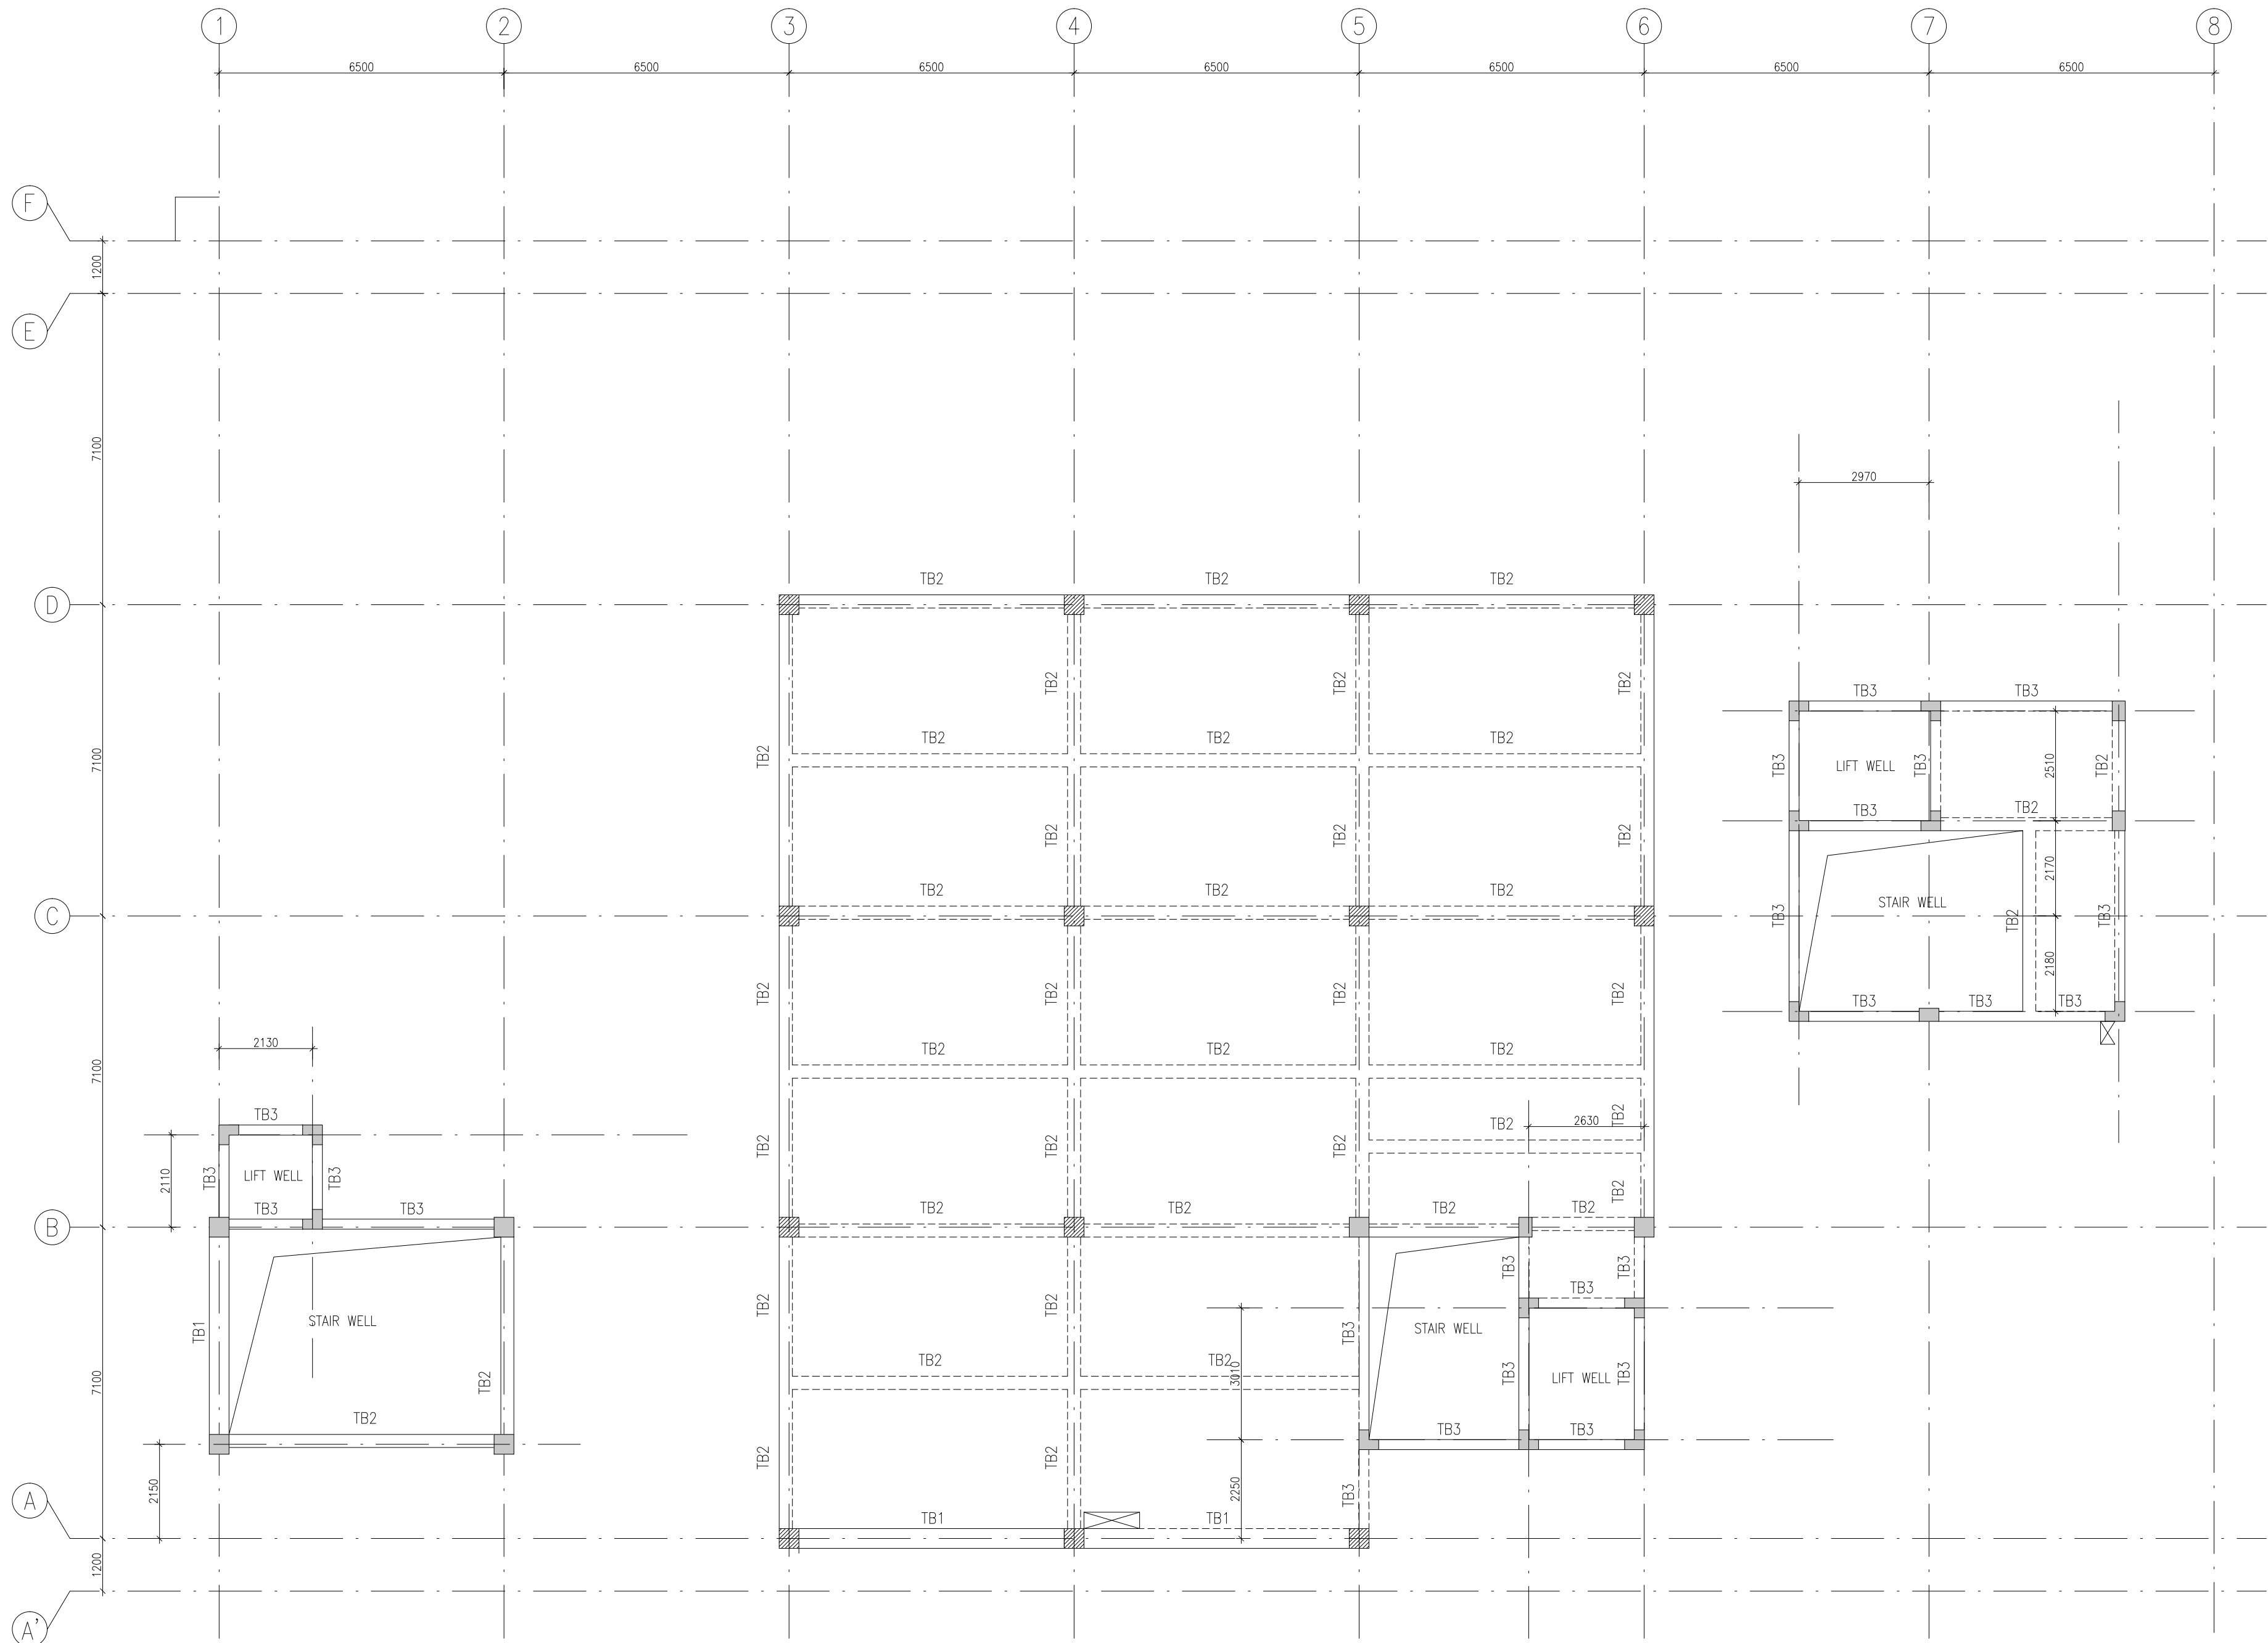 1 2 3 4 5 6 7 8
6500 6500 6500 6500 6500 6500 6500
F
1200
E
7100
2970
D
TB2 TB2 TB2
TB2 TB2 TB2
TB3 TB3
TB2
TB2 TB2 TB2
TB3 LIFT WELL TB3 2510 TB2
7100
TB3 TB2
TB2 TB2 TB2
2170
TB2 TB2 TB2
STAIR WELL
C
TB3 TB2 TB3
2180
TB2 TB2 TB2 TB2
TB3 TB3 TB3
2130
TB2 TB2 TB2
7100
TB3
TB2 TB2
2630
TB2 TB2 TB2
2110 TB3 LIFT WELL TB3
TB3 TB3
TB2 TB2 TB2 TB2
TB2
B
TB3 TB3
TB2 TB2
TB3
TB1 STAIR WELL
TB3 STAIR WELL
TB2
TB2 TB2
3010
TB3 LIFT WELL TB3
7100
TB2
TB3 TB3
TB2 TB2
2150
2250 TB3
A
TB1 TB1
1200
A'